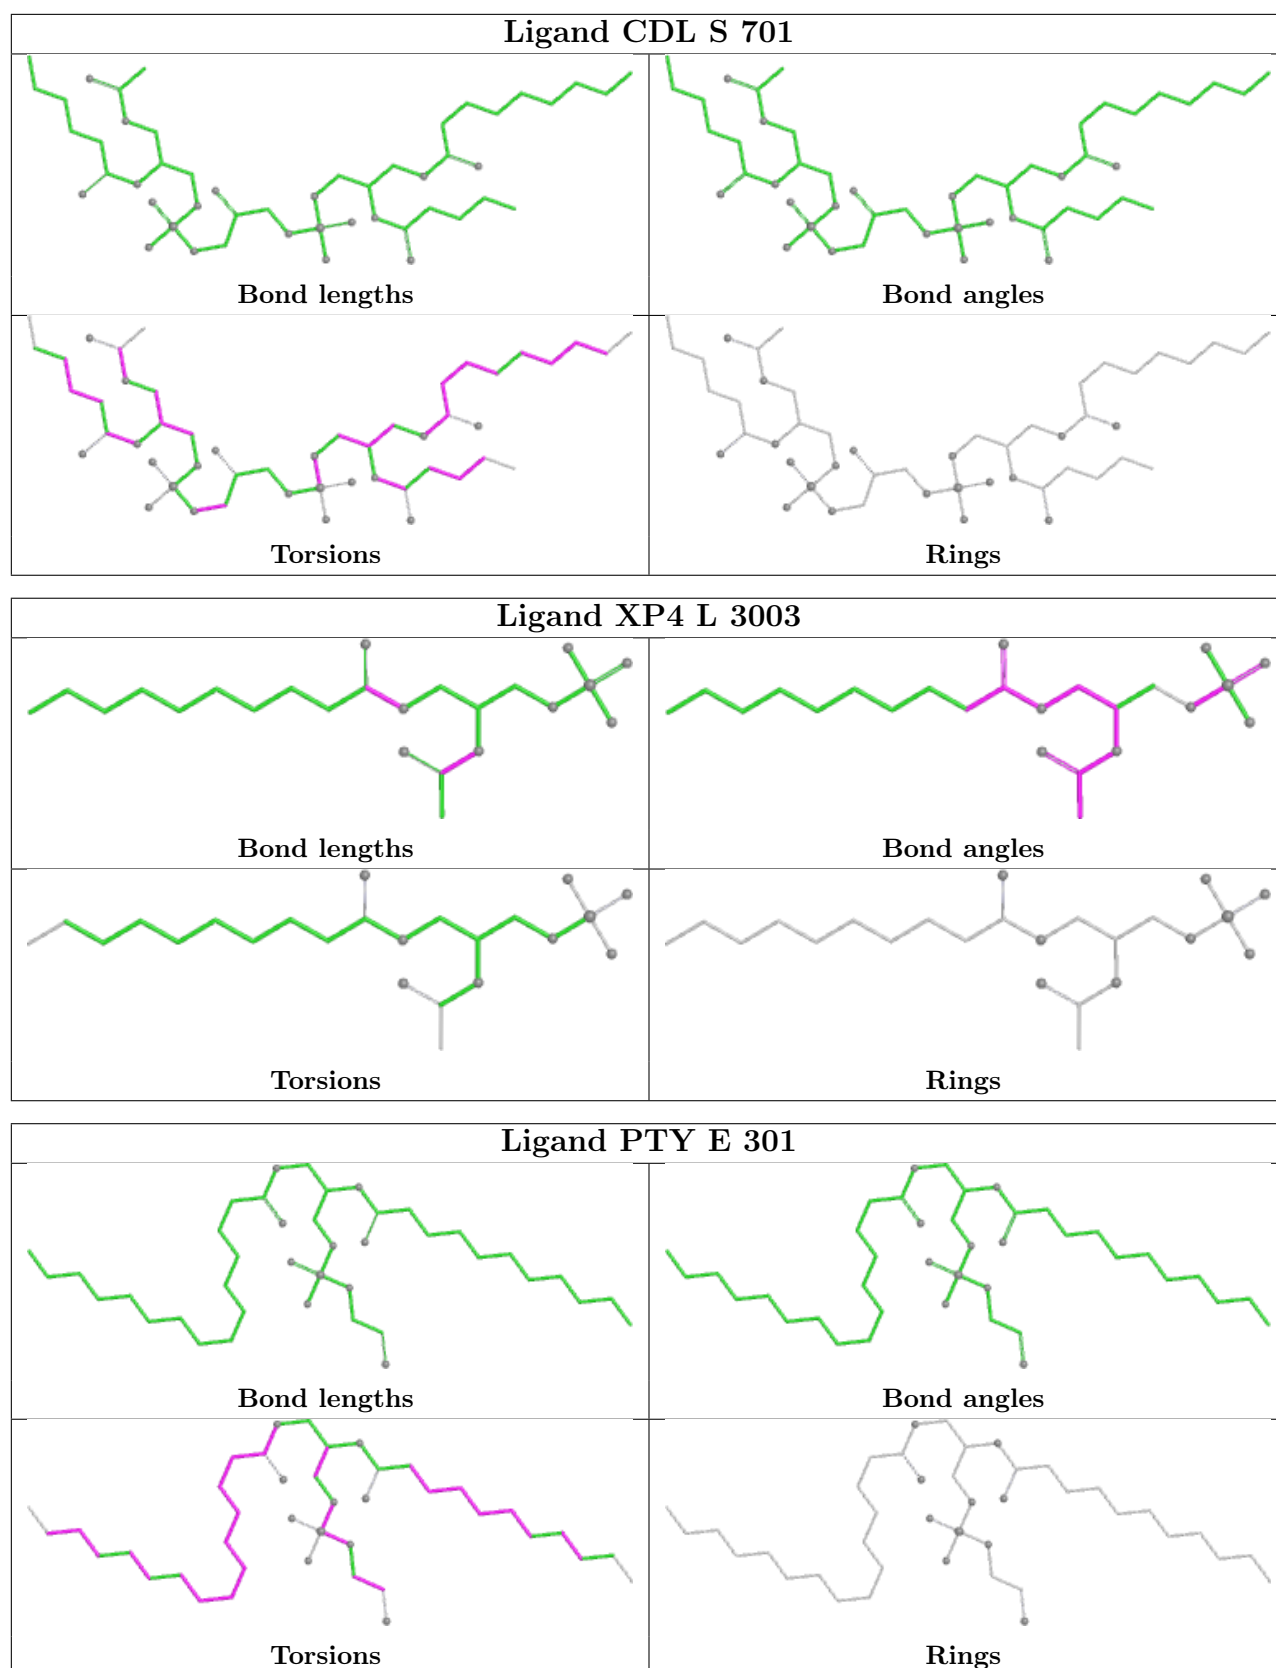 Ligand CDL S 701
Bond lengths
Bond angles
Torsions
Rings
Ligand XP4 L 3003
Bond lengths
Bond angles
Torsions
Rings
Ligand PTY E 301
Bond lengths
Bond angles
Torsions
Rings